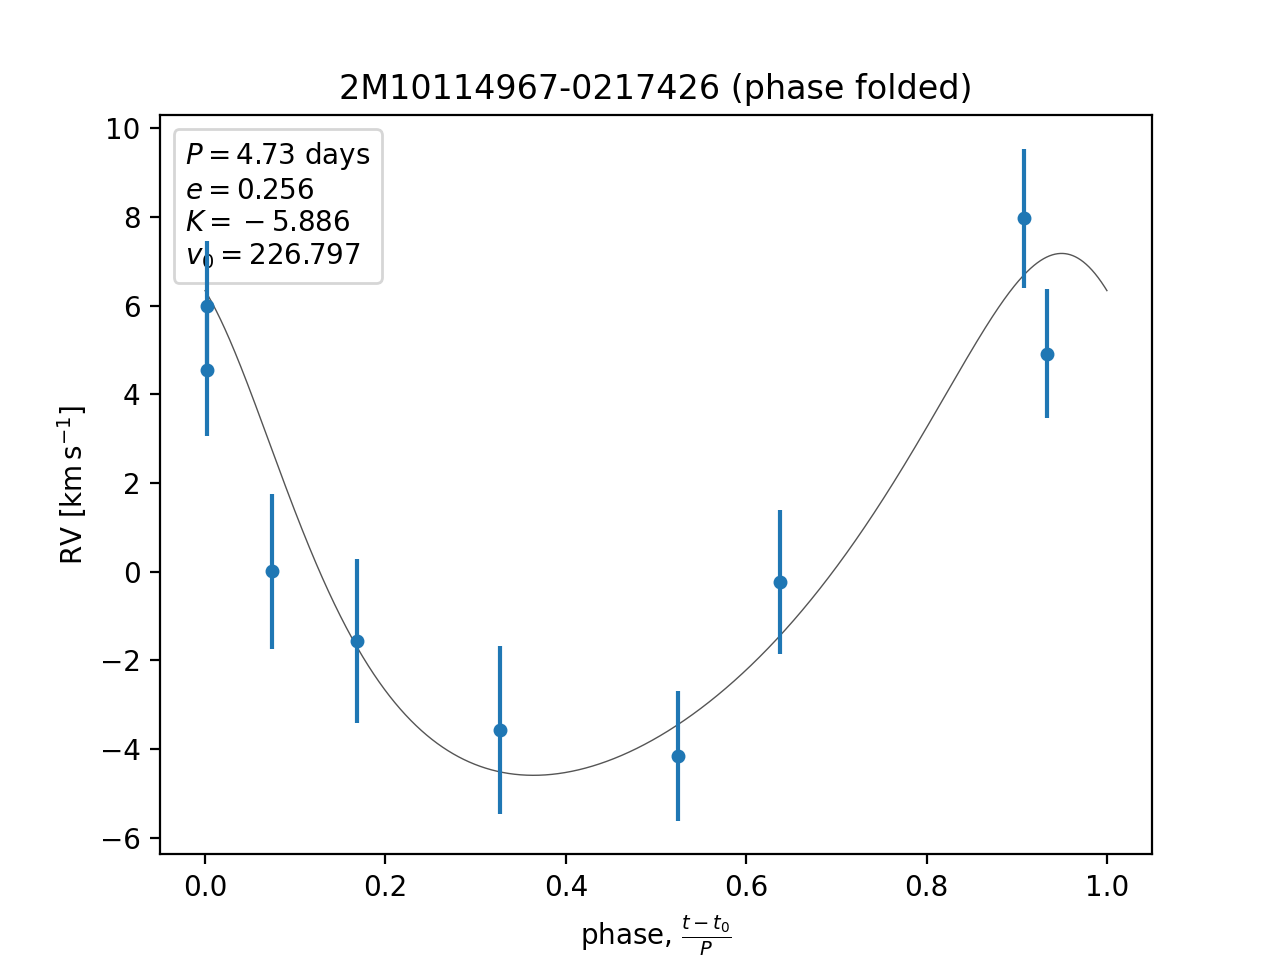 2M10114967-0217426 (phase folded)
P = 4.73 days
e = 0.256
K = −5.886
v₀ = 226.797
RV [km s⁻¹]
10
8
6
4
2
0
−2
−4
−6
0.0 0.2 0.4 0.6 0.8 1.0
phase, (t − t₀)/P